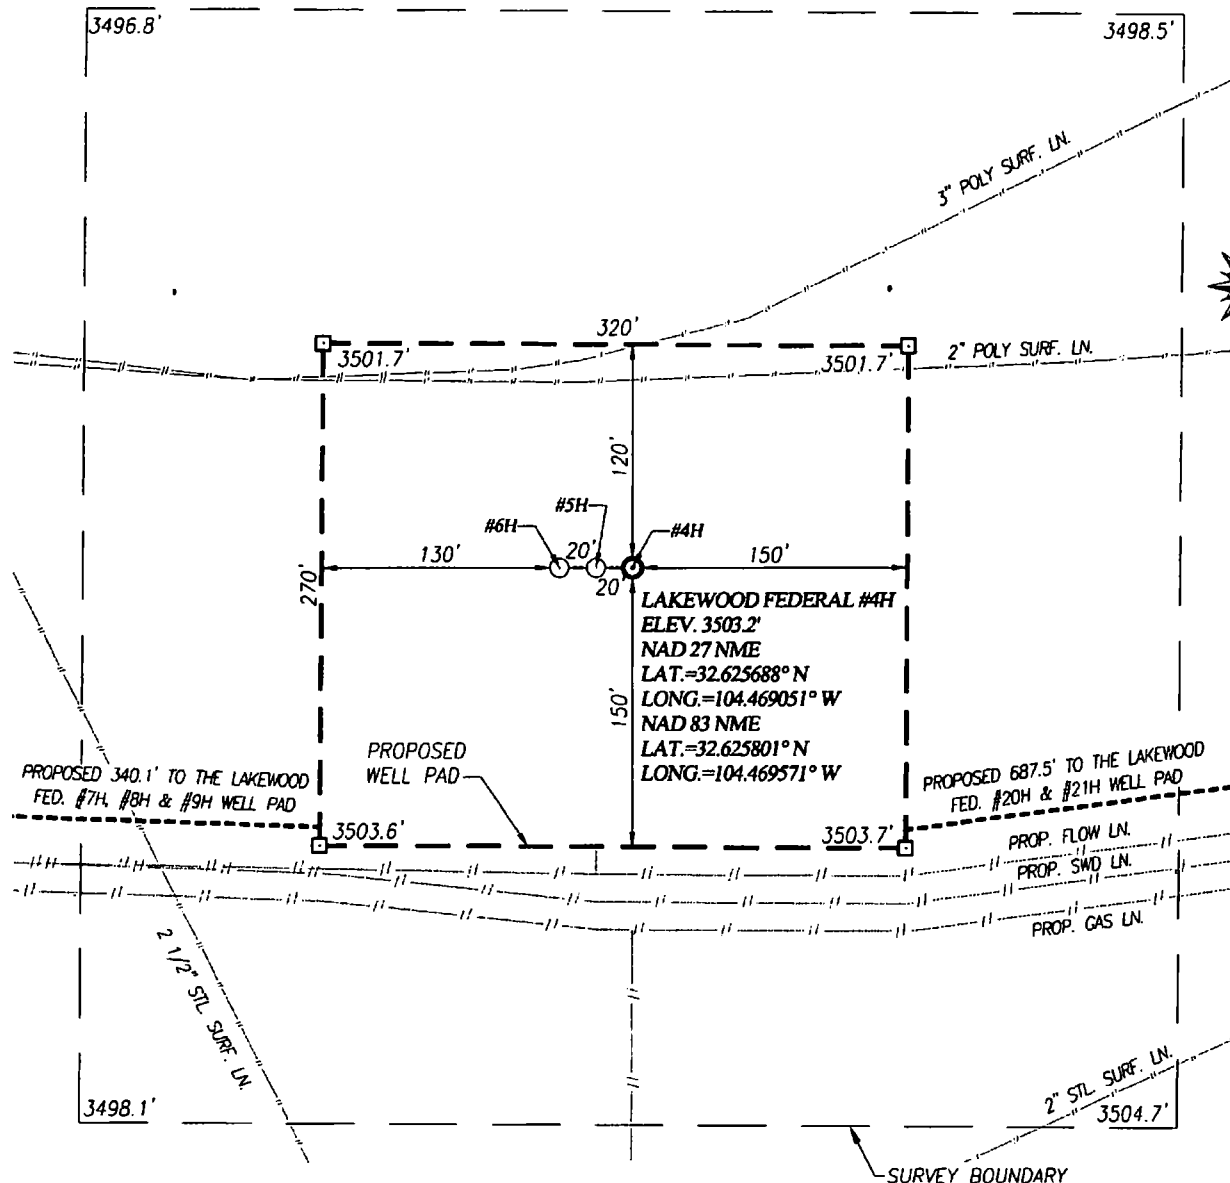 3496.8'
3498.5'
3" POLY SURF. LN.
320'
3501.7'
3501.7'
2" POLY SURF. LN.
120'
#5H
#6H
#4H
20'
130'
150'
20'
270'
LAKEWOOD FEDERAL #4H
ELEV. 3503.2'
NAD 27 NME
LAT.=32.625688° N
LONG.=104.469051° W
NAD 83 NME
LAT.=32.625801° N
LONG.=104.469571° W
150'
PROPOSED
WELL PAD
PROPOSED 340.1' TO THE LAKEWOOD
FED. #7H, #8H & #9H WELL PAD
PROPOSED 687.5' TO THE LAKEWOOD
FED. #20H & #21H WELL PAD
3503.6'
3503.7'
PROP. FLOW LN.
PROP. SWD LN.
PROP. GAS LN.
2 1/2" STL. SURF. LN.
2" STL. SURF. LN.
3498.1'
3504.7'
SURVEY BOUNDARY